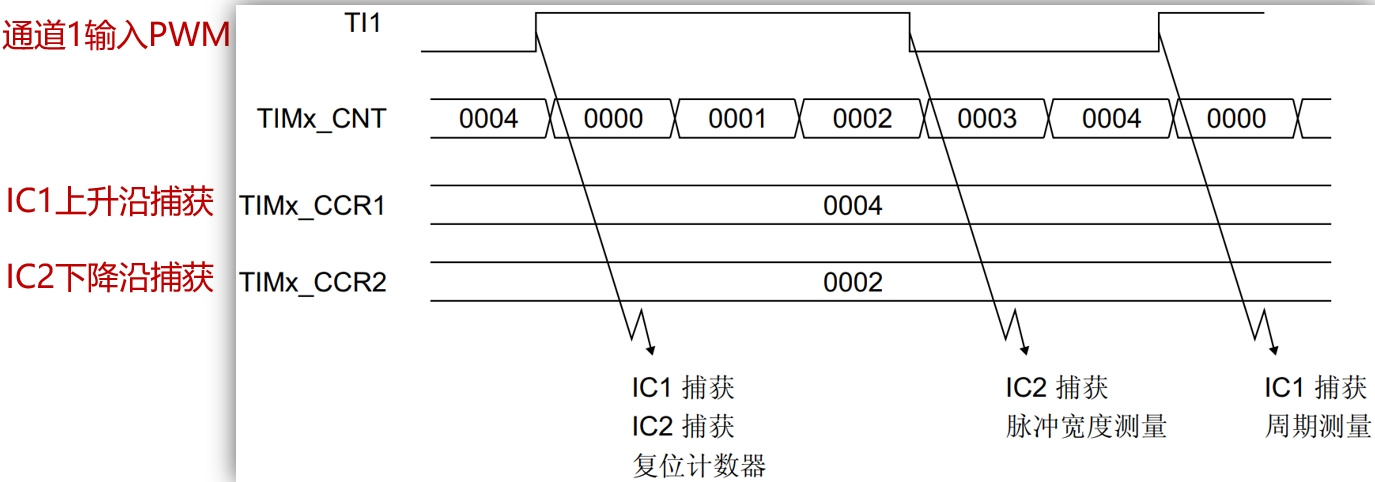 通道1输入PWM TI1
TIMx_CNT 0004 0000 0001 0002 0003 0004 0000
IC1上升沿捕获 TIMx_CCR1 0004
IC2下降沿捕获 TIMx_CCR2 0002
IC1 捕获 IC2 捕获 IC1 捕获
IC2 捕获 脉冲宽度测量 周期测量
复位计数器